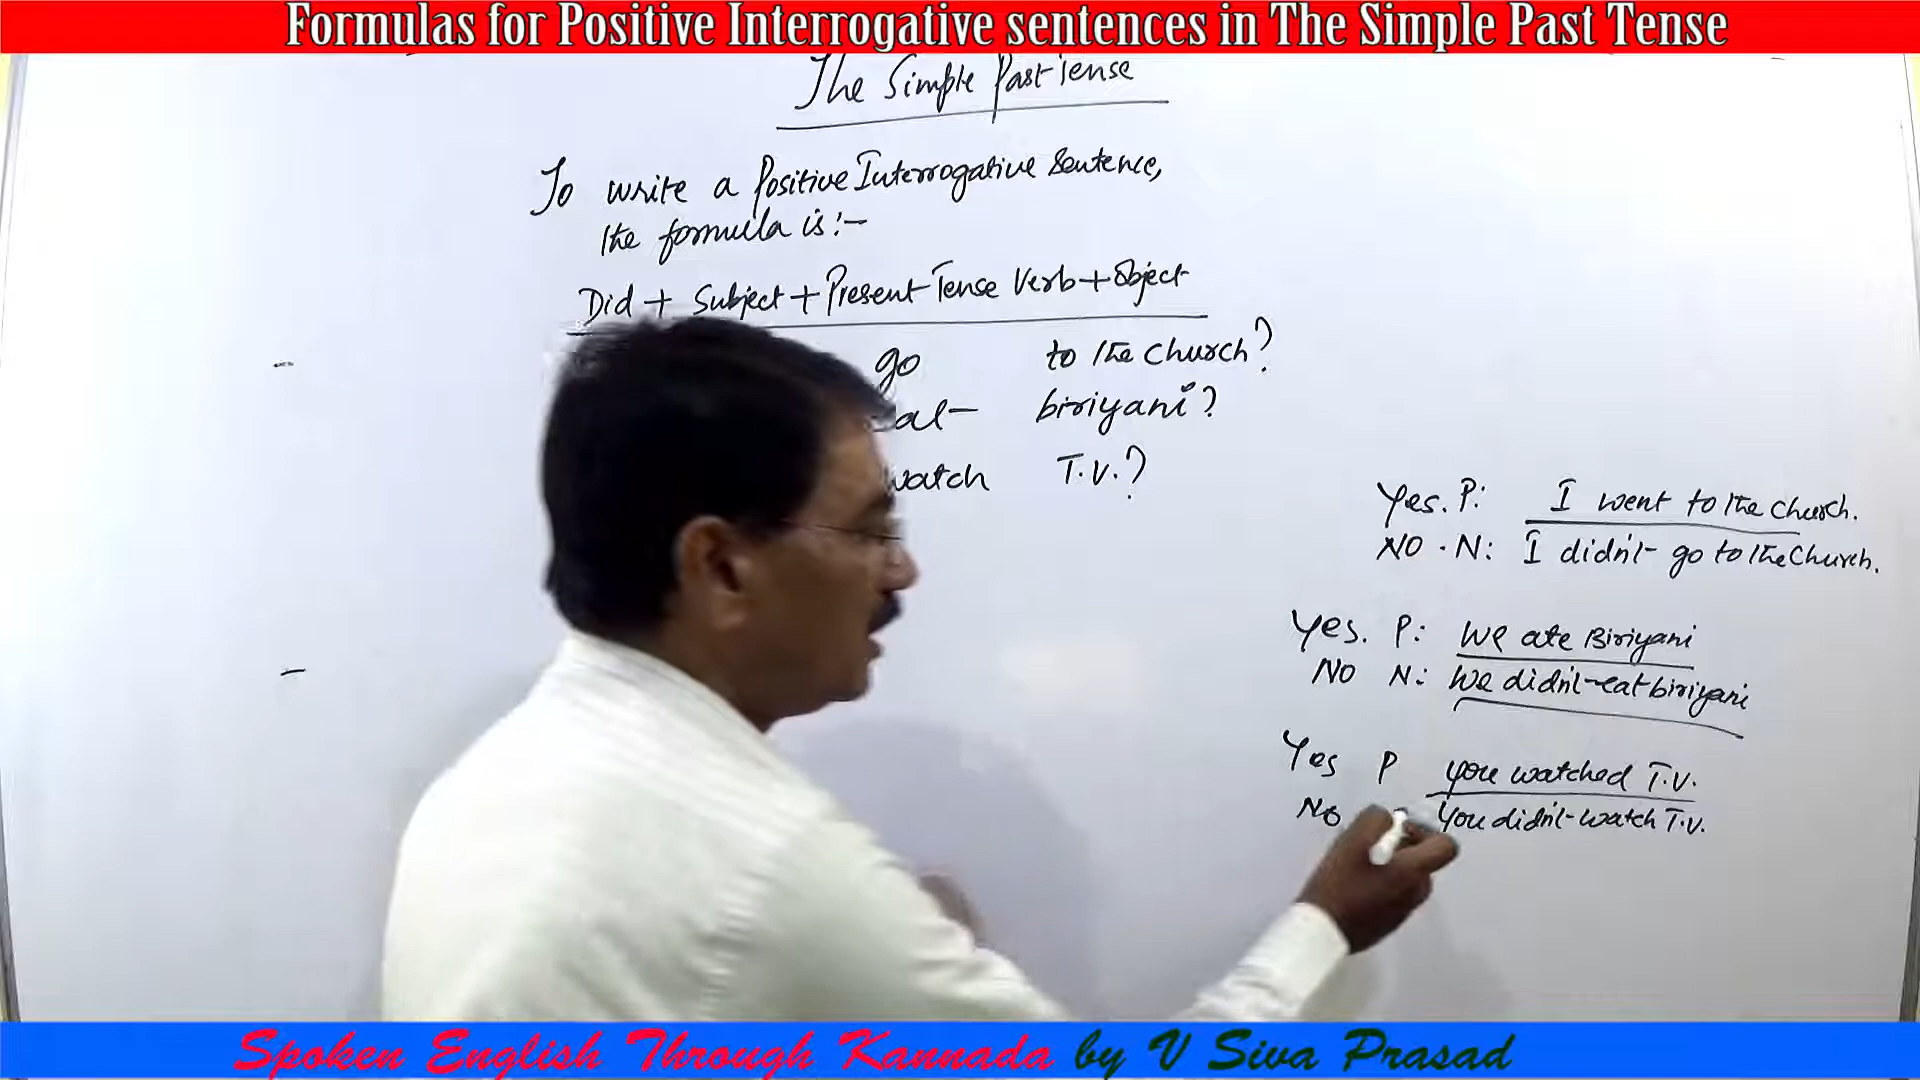 Formulas for Positive Interrogative sentences in The Simple Past Tense
The Simple Past Tense
To write a Positive Interrogative Sentence,
the formula is:-
Did + Subject + Present Tense Verb + Object
go to the church?
eat biriyani?
watch T.V.?
Yes. P: I went to the church.
NO . N: I didn't go to the church.
Yes. P: We ate Biriyani
NO N: We didn't eat biriyani
Yes P you watched T.V.
No You didn't watch T.V.
Spoken English Through Kannada by V Siva Prasad